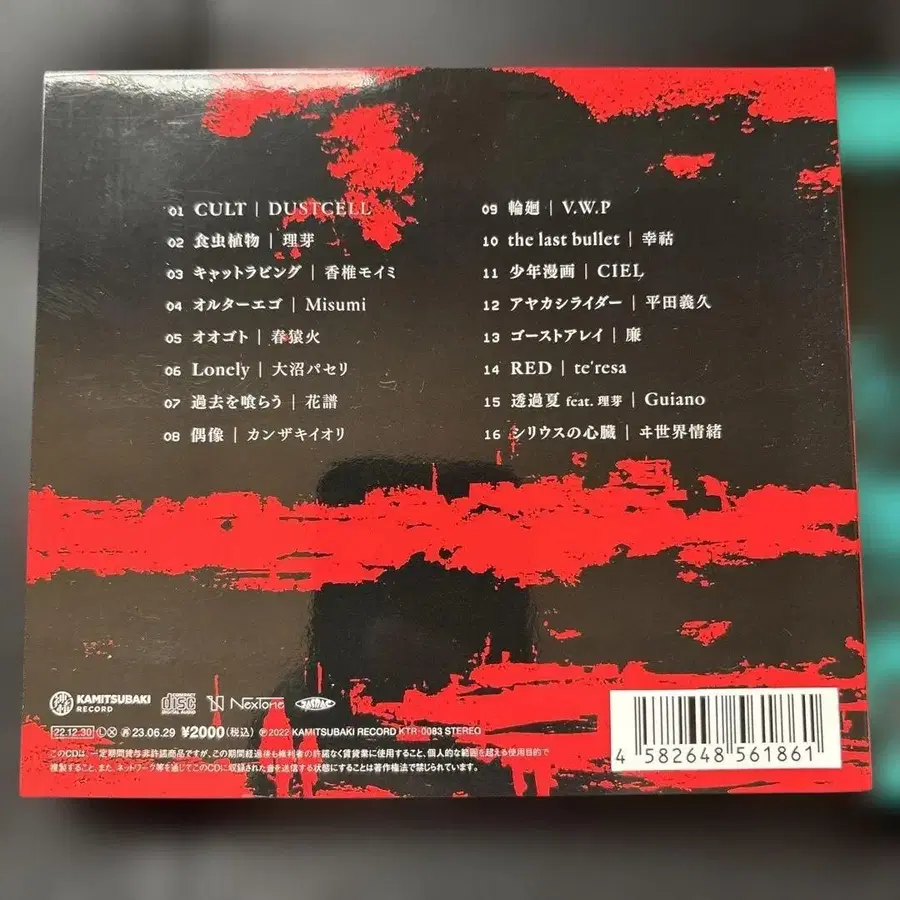 01 CULT | DUSTCELL
02 食虫植物 | 理芽
03 キャットラビング | 香椎モイミ
04 オルターエゴ | Misumi
05 オオゴト | 春猿火
06 Lonely | 大沼パセリ
07 過去を喰らう | 花譜
08 偶像 | カンザキイオリ
09 輪廻 | V.W.P
10 the last bullet | 幸祜
11 少年漫画 | CIEL
12 アヤカシライダー | 平田義久
13 ゴーストアレイ | 廉
14 RED | te'resa
15 透過夏 feat. 理芽 | Guiano
16 シリウスの心臓 | ヰ世界情緒
KAMITSUBAKI RECORD
COMPACT disc DIGITAL AUDIO
NexTone
JASRAC
22.12.30 Ⓛ Ⓧ 再 23.06.29 ¥2000(税込) ℗2022 KAMITSUBAKI RECORD KTR-0083 STEREO
このCDは、一定期間貸与非許諾商品ですが、この期間経過後も権利者の許諾なく賃貸業に使用すること、個人的な範囲を超える使用目的で
複製すること、また、ネットワーク等を通じてこのCDに収録された音を送信する状態にすることは著作権法で禁じられています。
4 582648 561861